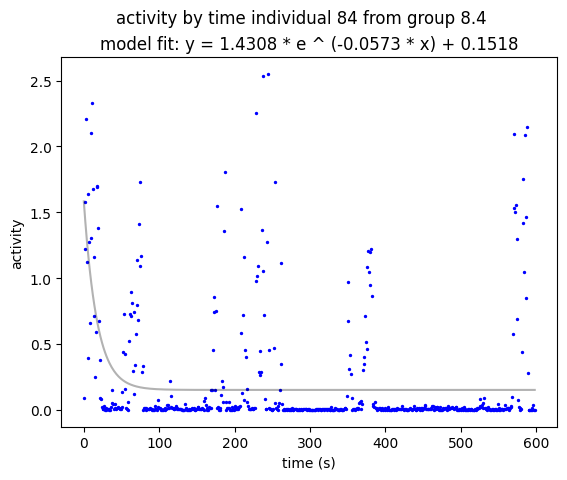 activity by time individual 84 from group 8.4
model fit: y = 1.4308 * e ^ (-0.0573 * x) + 0.1518
2.5
2.0
1.5
1.0
0.5
0.0
activity
0 100 200 300 400 500 600
time (s)